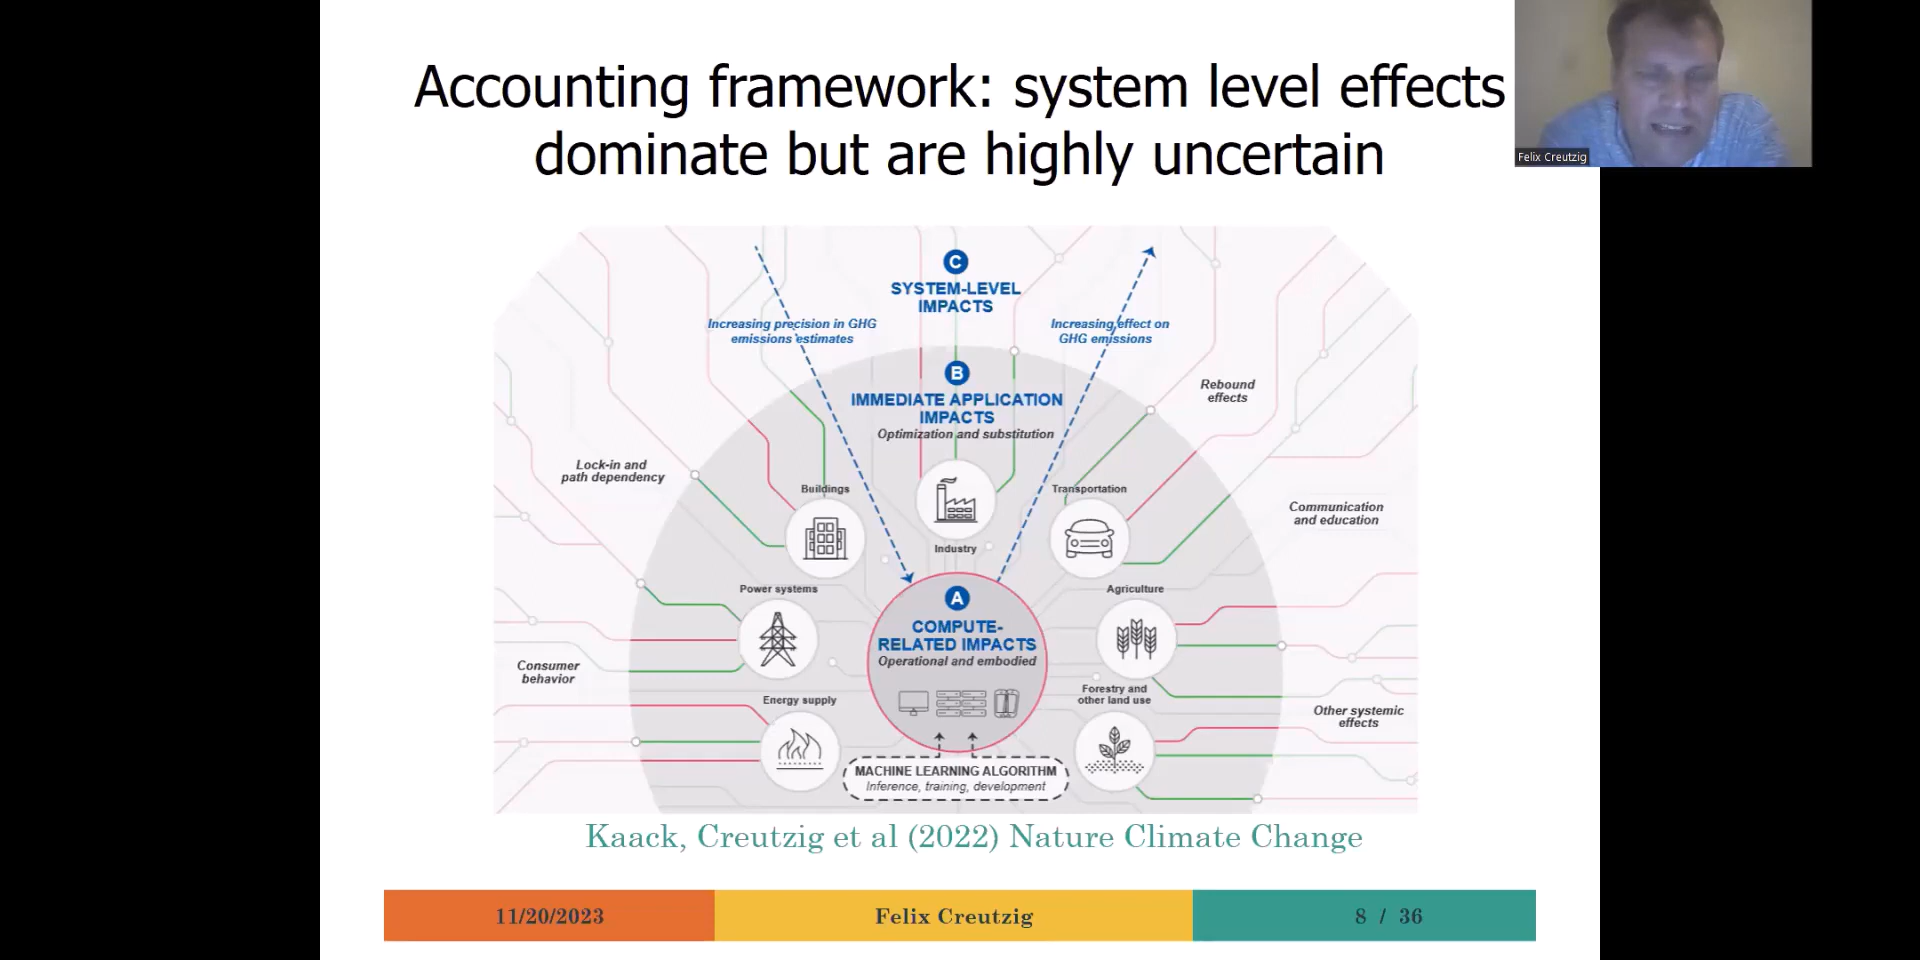 Accounting framework: system level effects
dominate but are highly uncertain
Felix Creutzig
C
SYSTEM-LEVEL
IMPACTS
Increasing precision in GHG
emissions estimates
Increasing effect on
GHG emissions
B
IMMEDIATE APPLICATION
IMPACTS
Optimization and substitution
Rebound
effects
Lock-in and
path dependency
Buildings
Transportation
Communication
and education
Industry
Power systems
Agriculture
A
COMPUTE-
RELATED IMPACTS
Operational and embodied
Consumer
behavior
Energy supply
Forestry and
other land use
Other systemic
effects
MACHINE LEARNING ALGORITHM
Inference, training, development
Kaack, Creutzig et al (2022) Nature Climate Change
11/20/2023
Felix Creutzig
8 / 36